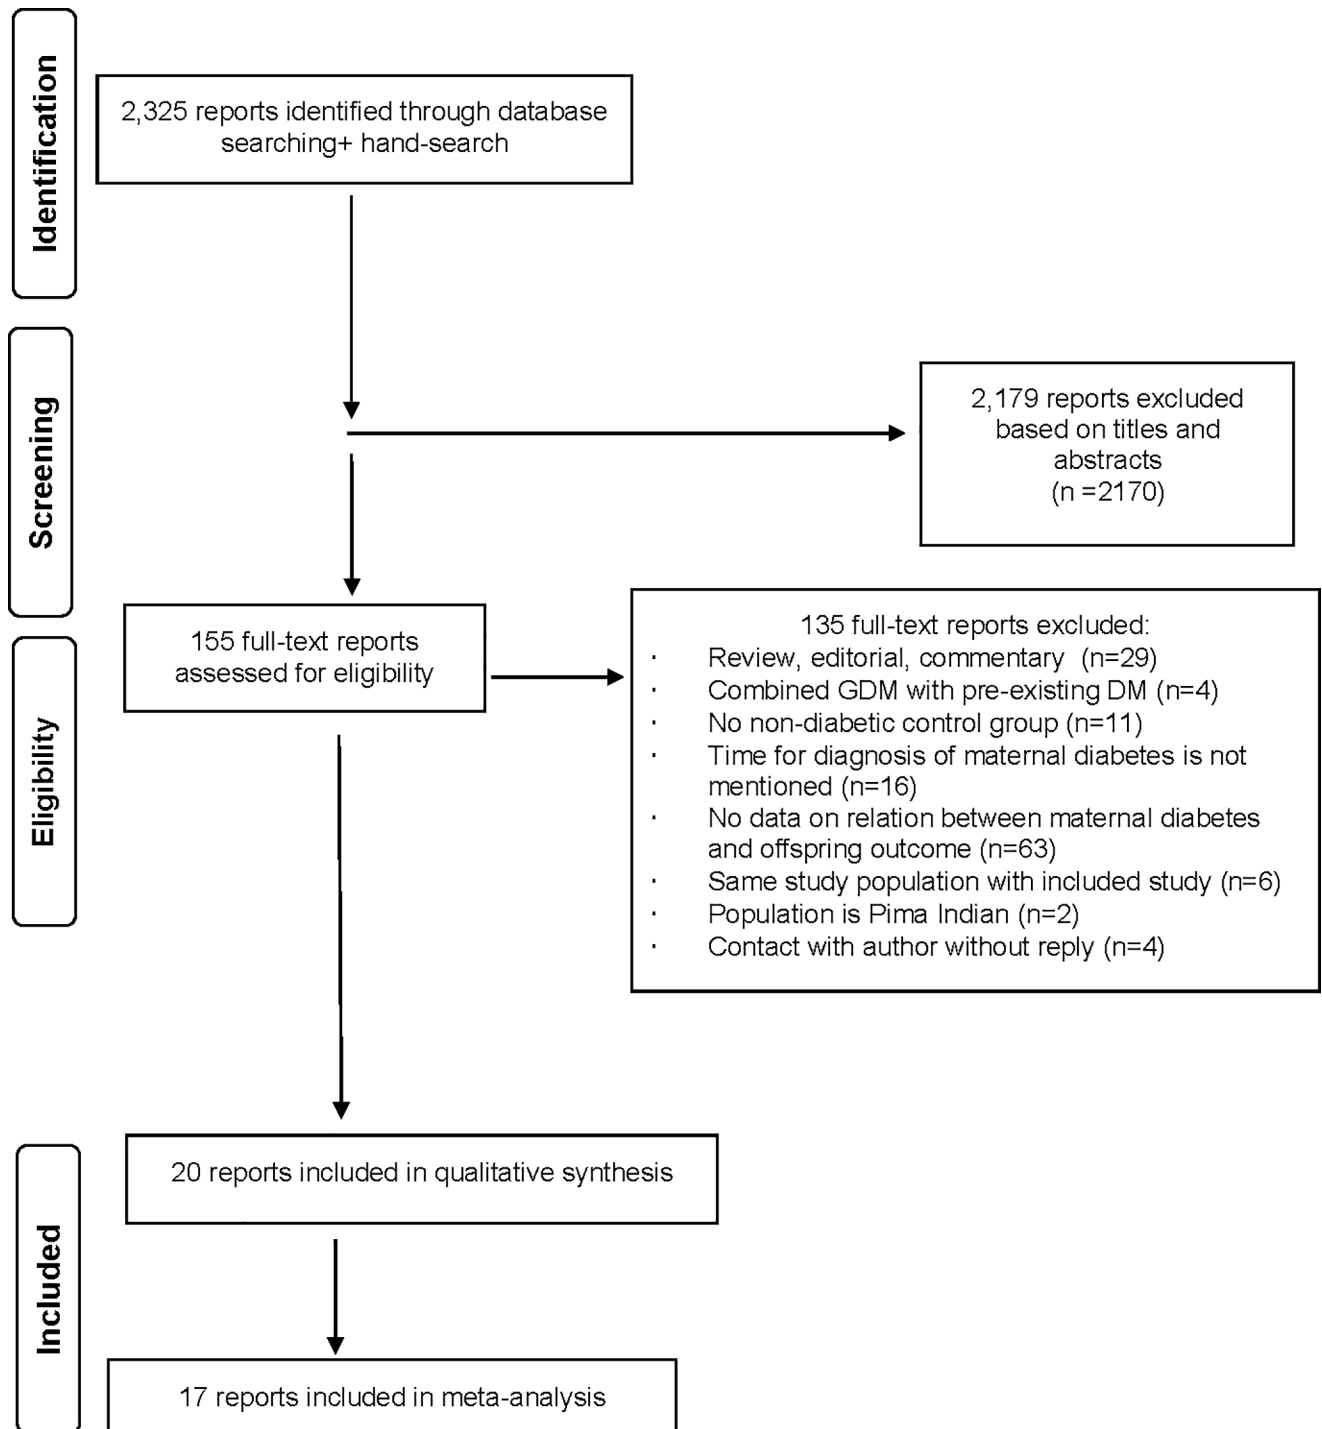 Identification
2,325 reports identified through database
searching+ hand-search
Screening
2,179 reports excluded
based on titles and
abstracts
(n =2170)
155 full-text reports
assessed for eligibility
Eligibility
135 full-text reports excluded:
· Review, editorial, commentary (n=29)
· Combined GDM with pre-existing DM (n=4)
· No non-diabetic control group (n=11)
· Time for diagnosis of maternal diabetes is not
mentioned (n=16)
· No data on relation between maternal diabetes
and offspring outcome (n=63)
· Same study population with included study (n=6)
· Population is Pima Indian (n=2)
· Contact with author without reply (n=4)
Included
20 reports included in qualitative synthesis
17 reports included in meta-analysis